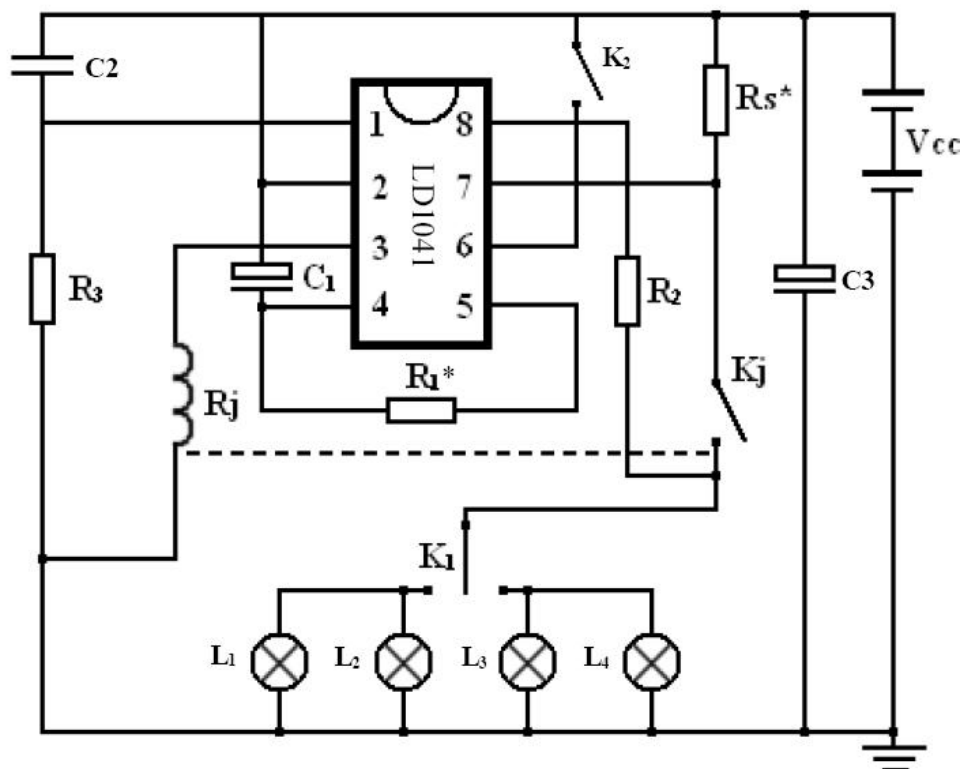 C2
K₂
Rs*
Vcc
1 8
2 7
3 6
4 5
LD1041
R₃
C₁
R₂
C3
R₁*
Rj
Kj
K₁
L₁ L₂ L₃ L₄